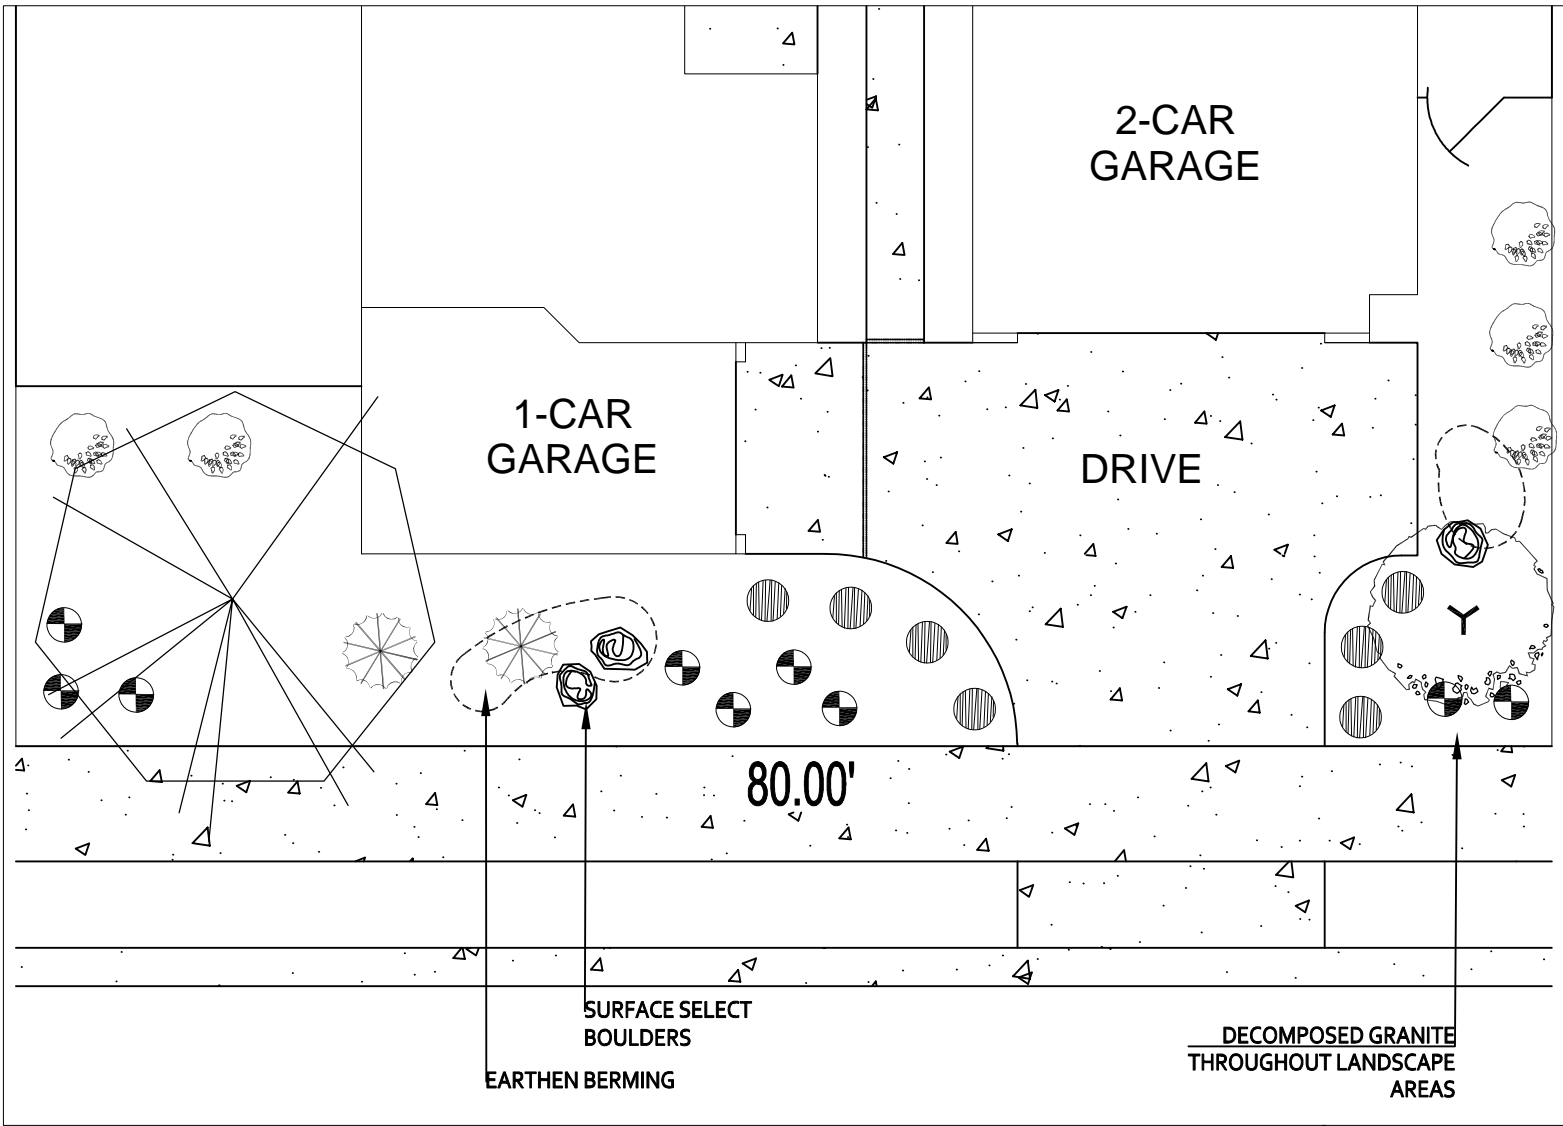 2-CAR
GARAGE
1-CAR
GARAGE
DRIVE
80.00'
SURFACE SELECT
BOULDERS
EARTHEN BERMING
DECOMPOSED GRANITE
THROUGHOUT LANDSCAPE
AREAS